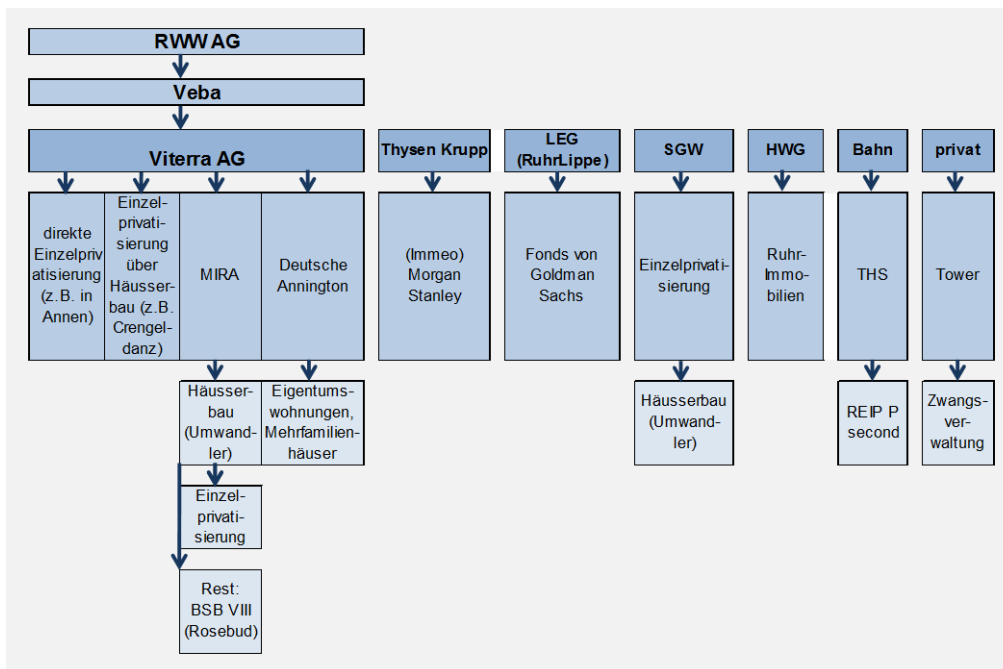 RWW AG
Veba
Viterra AG
Thysen Krupp
LEG
(RuhrLippe)
SGW
HWG
Bahn
privat
direkte
Einzelpriv
atisierung
(z.B. in
Annen)
Einzel-
privati-
sierung
über
Häusser-
bau (z.B.
Crengel-
danz)
MIRA
Deutsche
Annington
(Immeo)
Morgan
Stanley
Fonds von
Goldman
Sachs
Einzelprivati-
sierung
Ruhr-
Immo-
bilien
THS
Tower
Häusser-
bau
(Umwand-
ler)
Eigentums-
wohnungen,
Mehrfamilien-
häuser
Häusserbau
(Umwand-
ler)
REIP P
second
Zwangs-
ver-
waltung
Einzel-
privati-
sierung
Rest:
BSB VIII
(Rosebud)